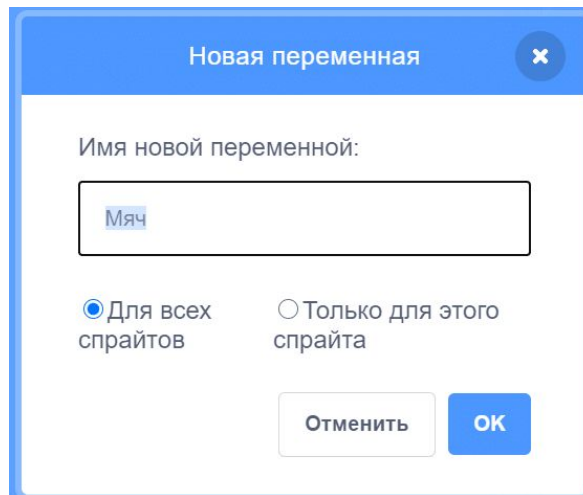 Новая переменная
Имя новой переменной:
Мяч
Для всех Только для этого
спрайтов спрайта
Отменить OK